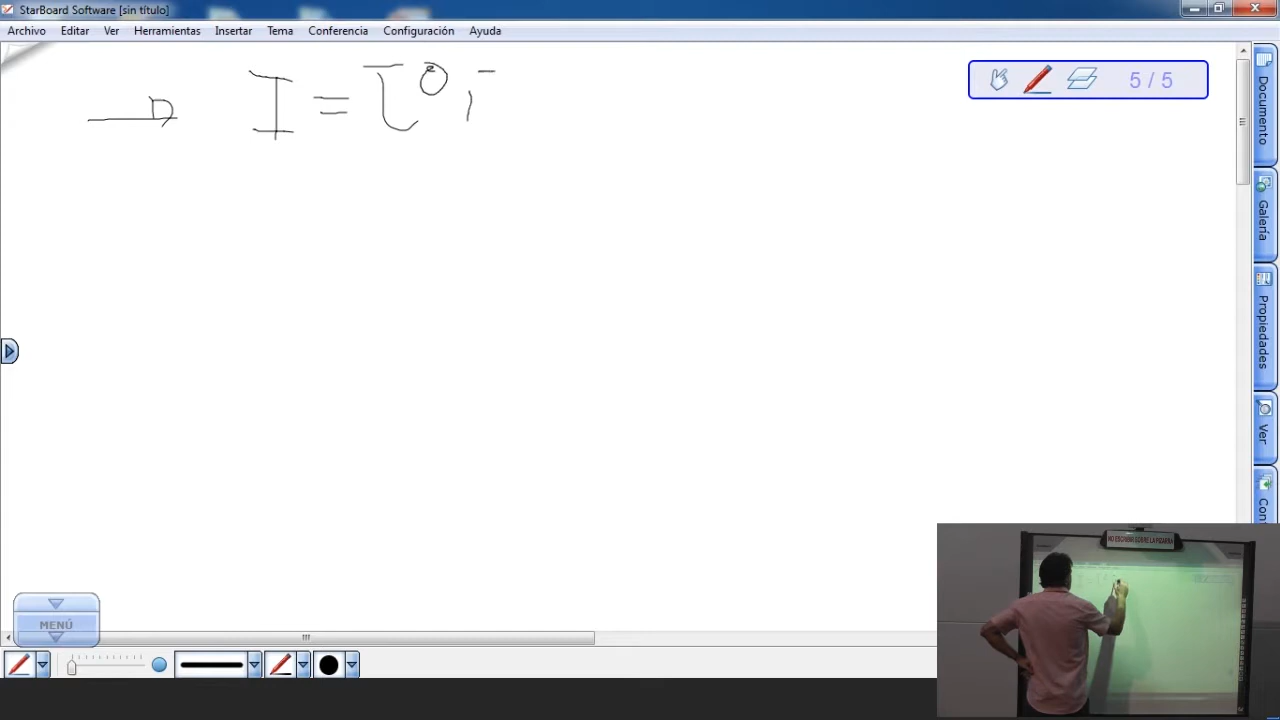 StarBoard Software [sin título]
Archivo Editar Ver Herramientas Insertar Tema Conferencia Configuración Ayuda
I =
5 / 5
Documento
Galería
Propiedades
Ver
Cont
MENÚ
NO ESCRIBIR SOBRE LA PIZARRA